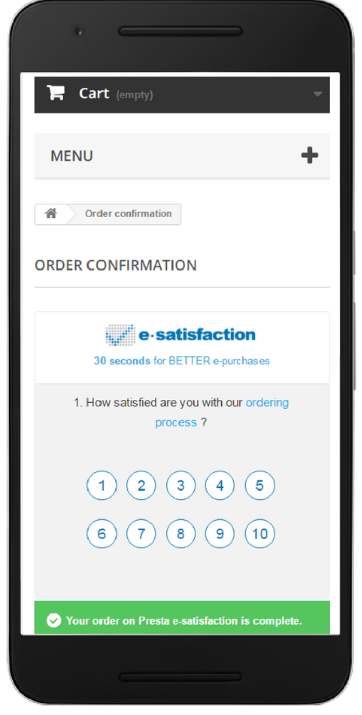 Cart (empty)
MENU
Order confirmation
ORDER CONFIRMATION
e·satisfaction
30 seconds for BETTER e-purchases
1. How satisfied are you with our ordering
process ?
1 2 3 4 5
6 7 8 9 10
Your order on Presta e-satisfaction is complete.